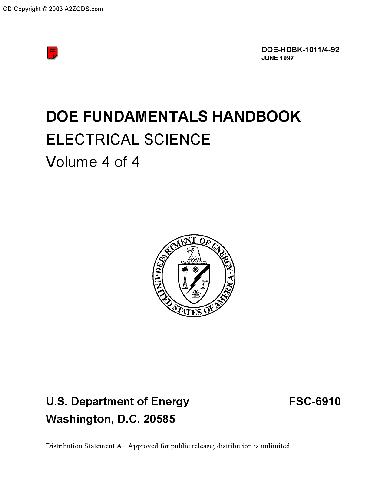 CD Copyright © 2003 A2ZCDS.com
DOE-HDBK-1011/4-92
JUNE 1992
DOE FUNDAMENTALS HANDBOOK
ELECTRICAL SCIENCE
Volume 4 of 4
DEPARTMENT OF ENERGY
UNITED STATES OF AMERICA
U.S. Department of Energy
FSC-6910
Washington, D.C. 20585
Distribution Statement A. Approved for public release; distribution is unlimited.